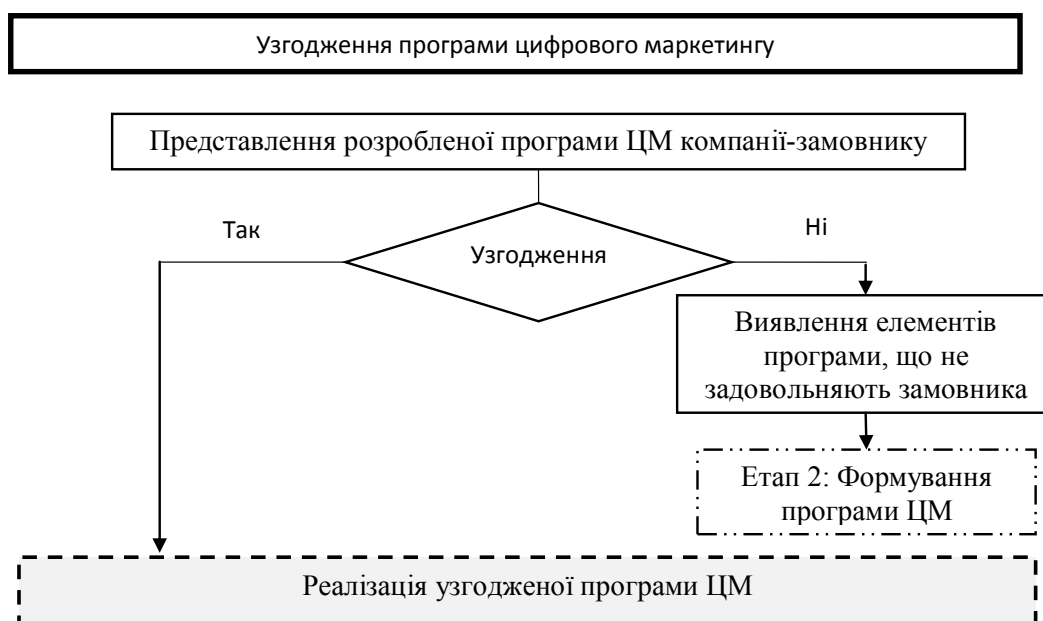 Узгодження програми цифрового маркетингу
Представлення розробленої програми ЦМ компанії-замовнику
Так
Ні
Узгодження
Виявлення елементів
програми, що не
задовольняють замовника
Етап 2: Формування
програми ЦМ
Реалізація узгодженої програми ЦМ